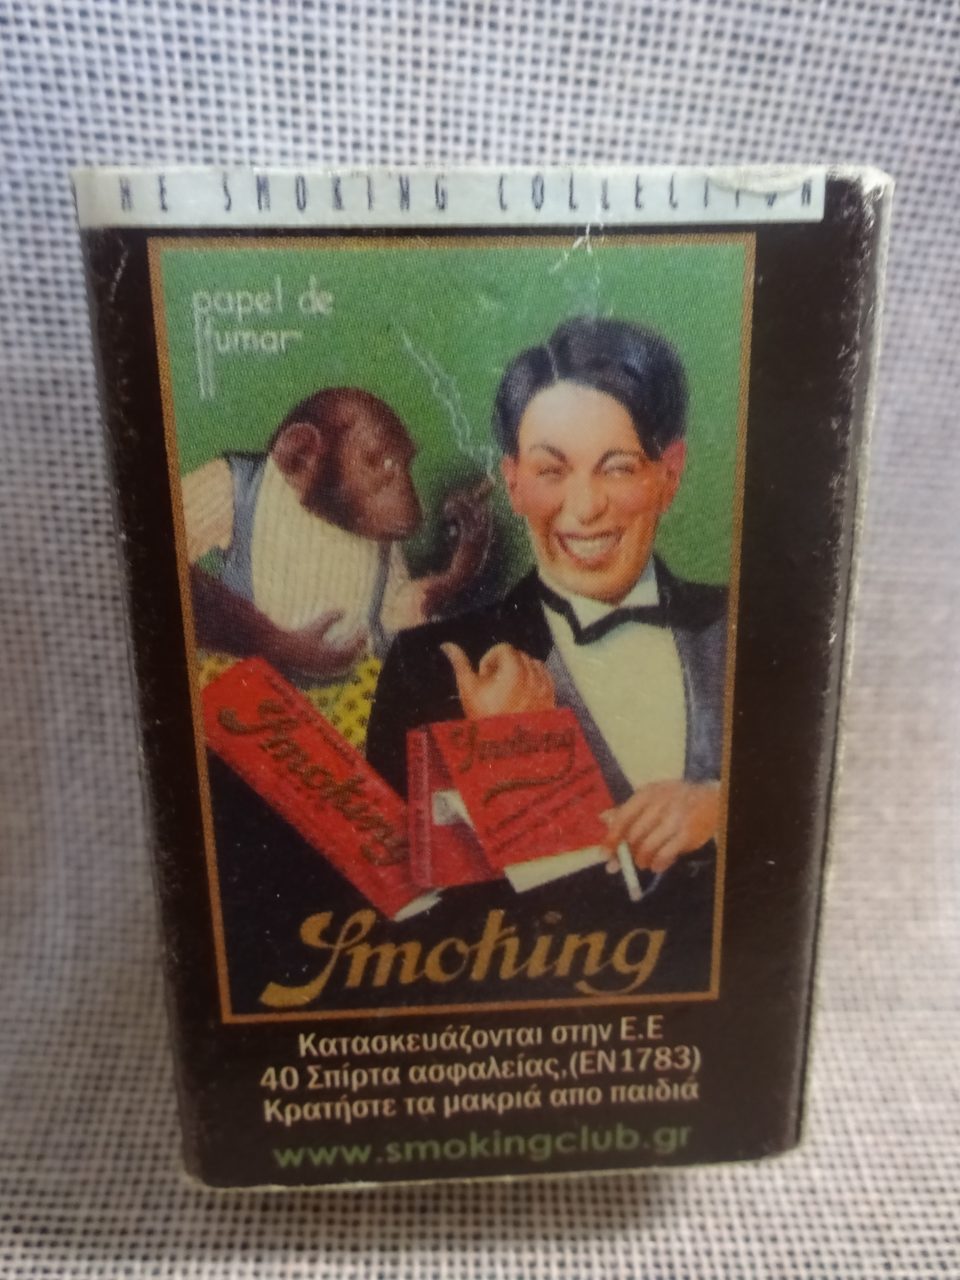 HE SMOKING COLLECTION
papel de
fumar
Smoking
Smoking
Smoking
Κατασκευάζονται στην Ε.Ε
40 Σπίρτα ασφαλείας,(EN1783)
Κρατήστε τα μακριά απο παιδιά
www.smokingclub.gr